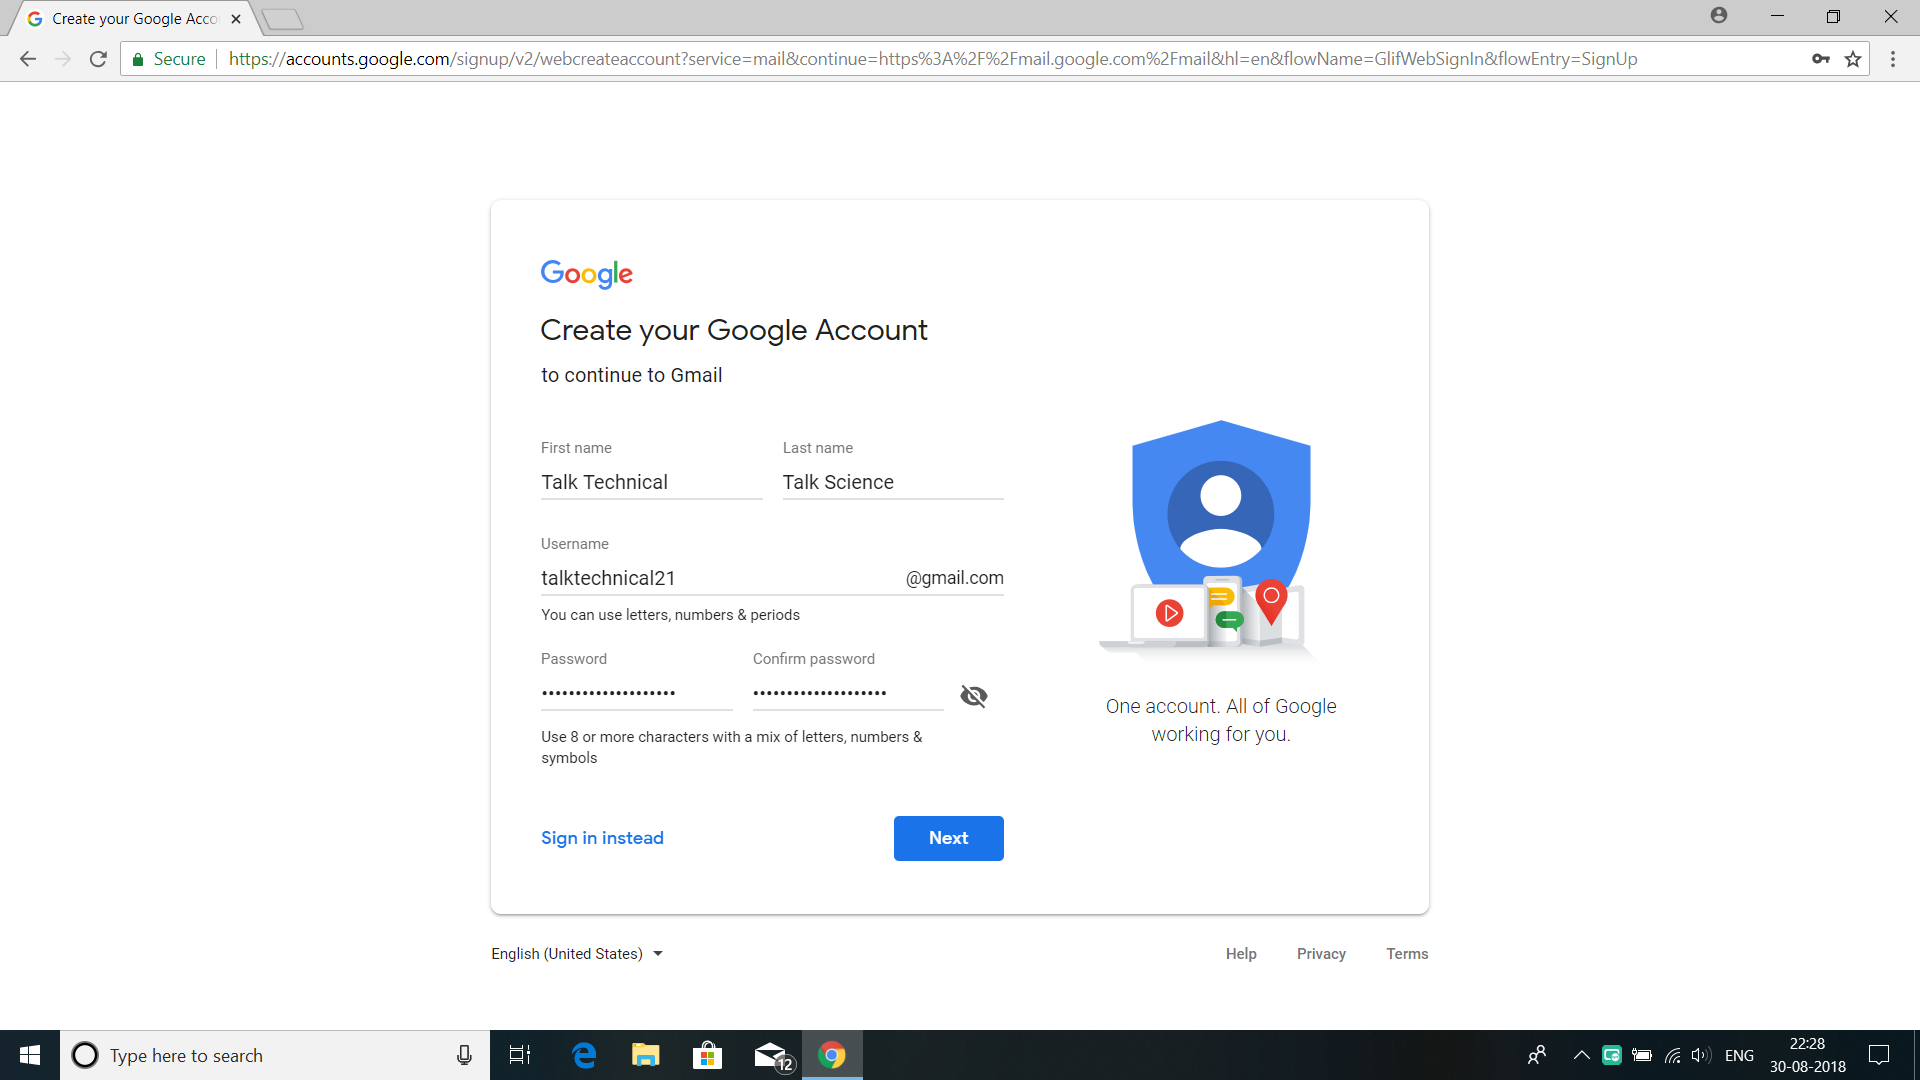 Create your Google Acco
Secure
https://accounts.google.com/signup/v2/webcreateaccount?service=mail&continue=https%3A%2F%2Fmail.google.com%2Fmail&hl=en&flowName=GlifWebSignIn&flowEntry=SignUp
Google
Create your Google Account
to continue to Gmail
First name
Last name
Talk Technical
Talk Science
Username
talktechnical21
@gmail.com
You can use letters, numbers & periods
Password
Confirm password
••••••••••••••••••••
••••••••••••••••••••
Use 8 or more characters with a mix of letters, numbers &
symbols
Sign in instead
Next
One account. All of Google
working for you.
English (United States)
Help
Privacy
Terms
Type here to search
12
ENG
22:28
30-08-2018